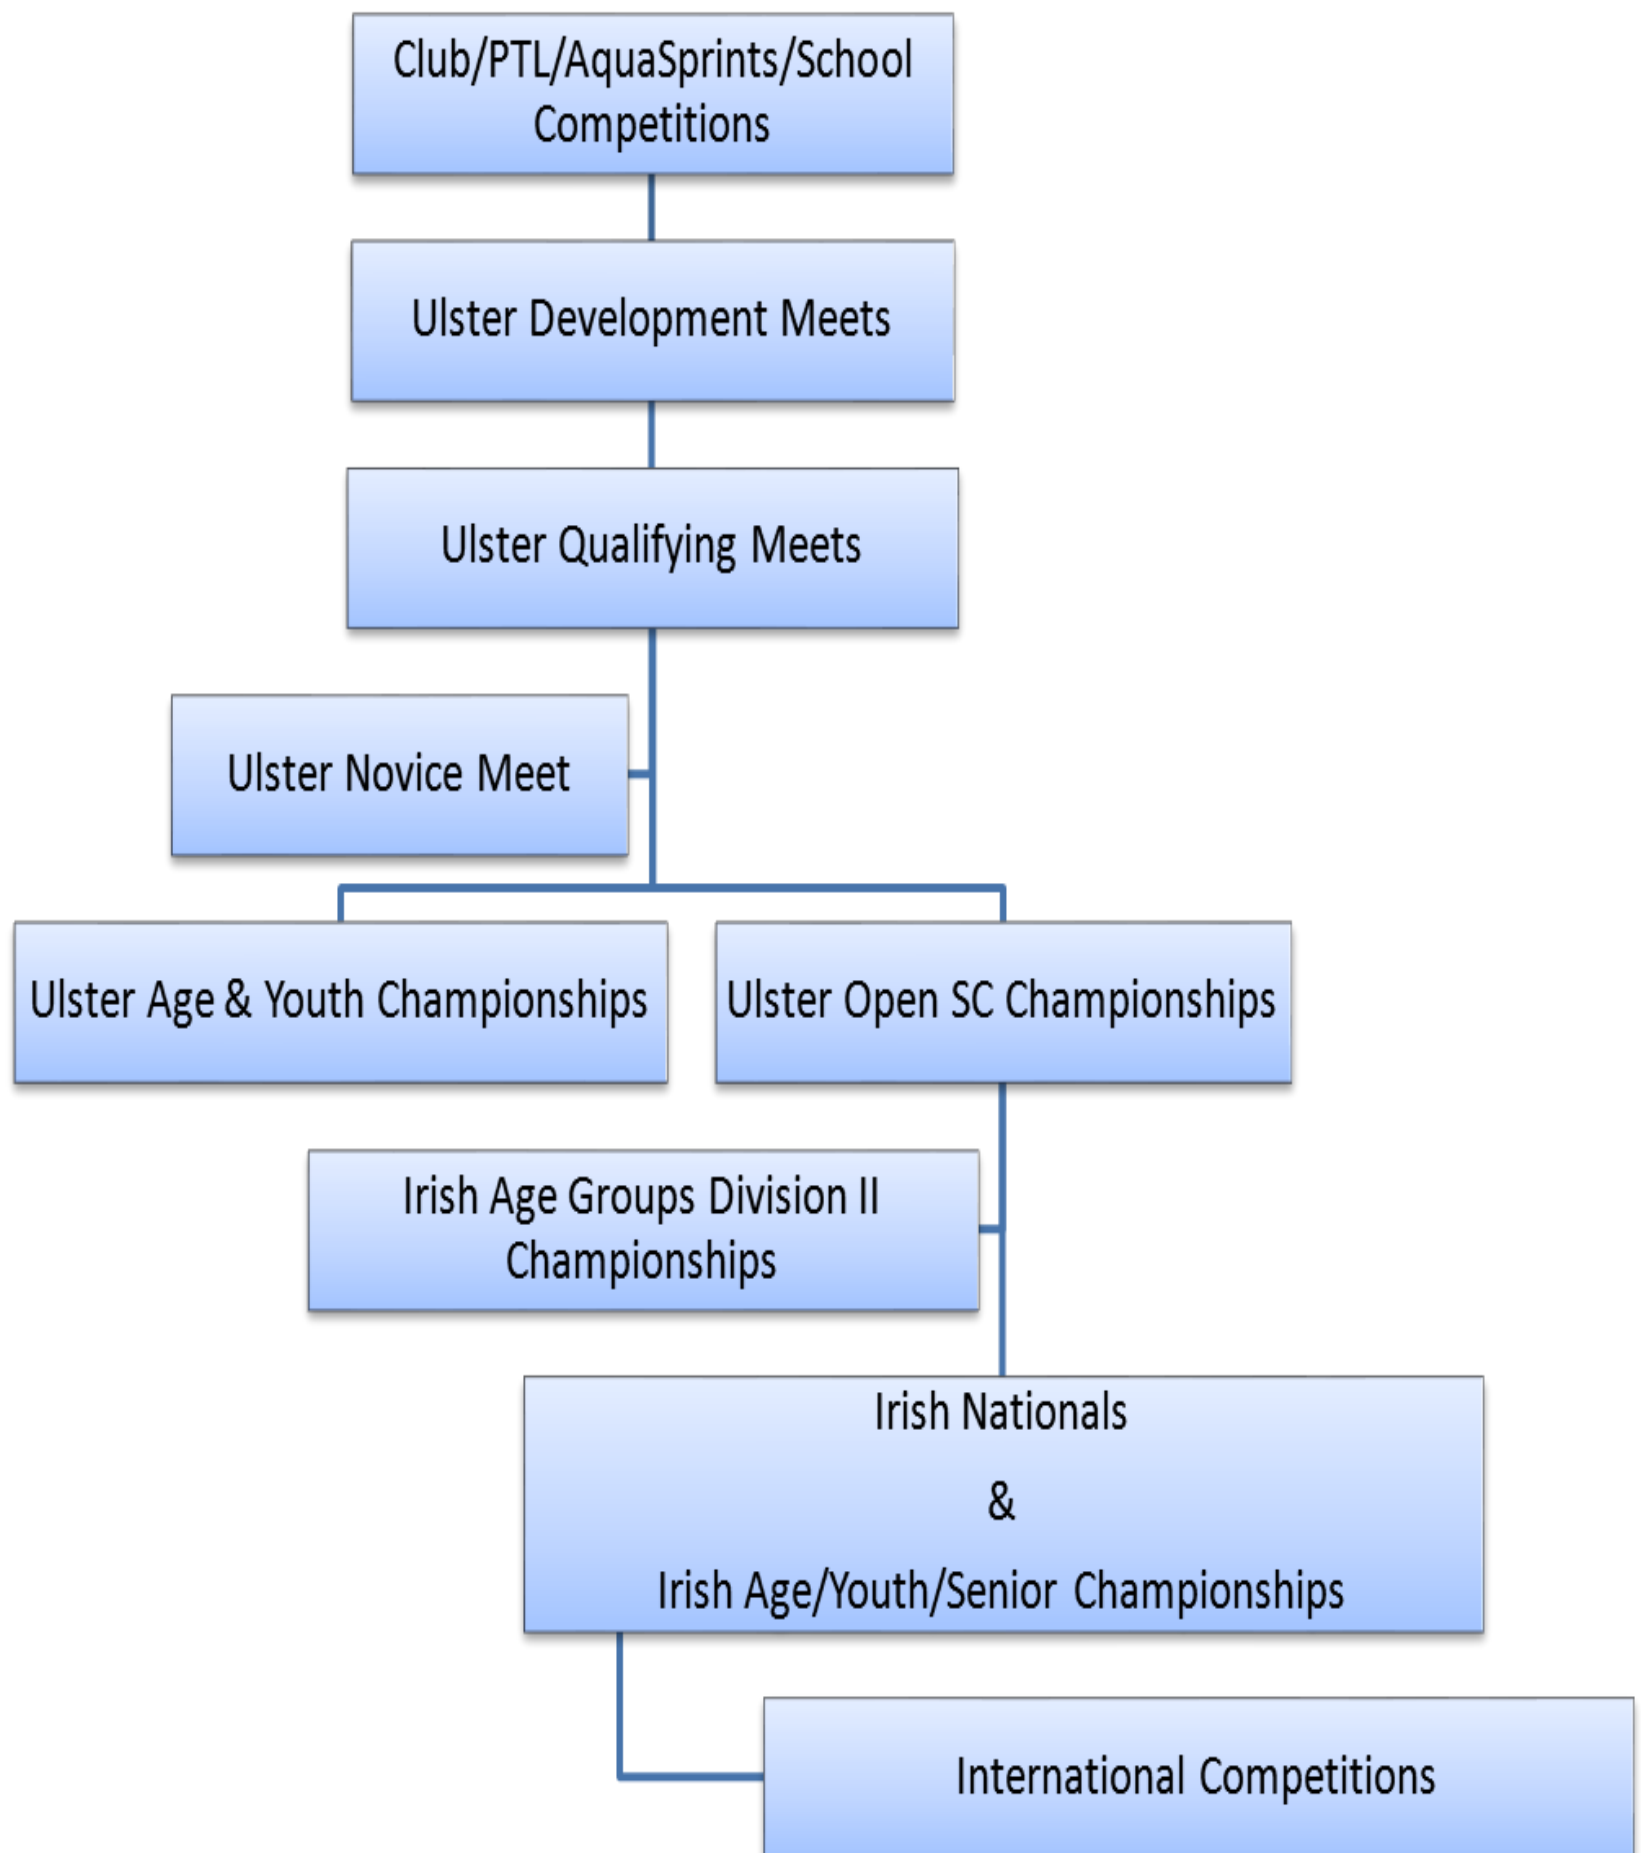 Club/PTL/AquaSprints/School
Competitions
Ulster Development Meets
Ulster Qualifying Meets
Ulster Novice Meet
Ulster Age & Youth Championships
Ulster Open SC Championships
Irish Age Groups Division II
Championships
Irish Nationals
&
Irish Age/Youth/Senior Championships
International Competitions